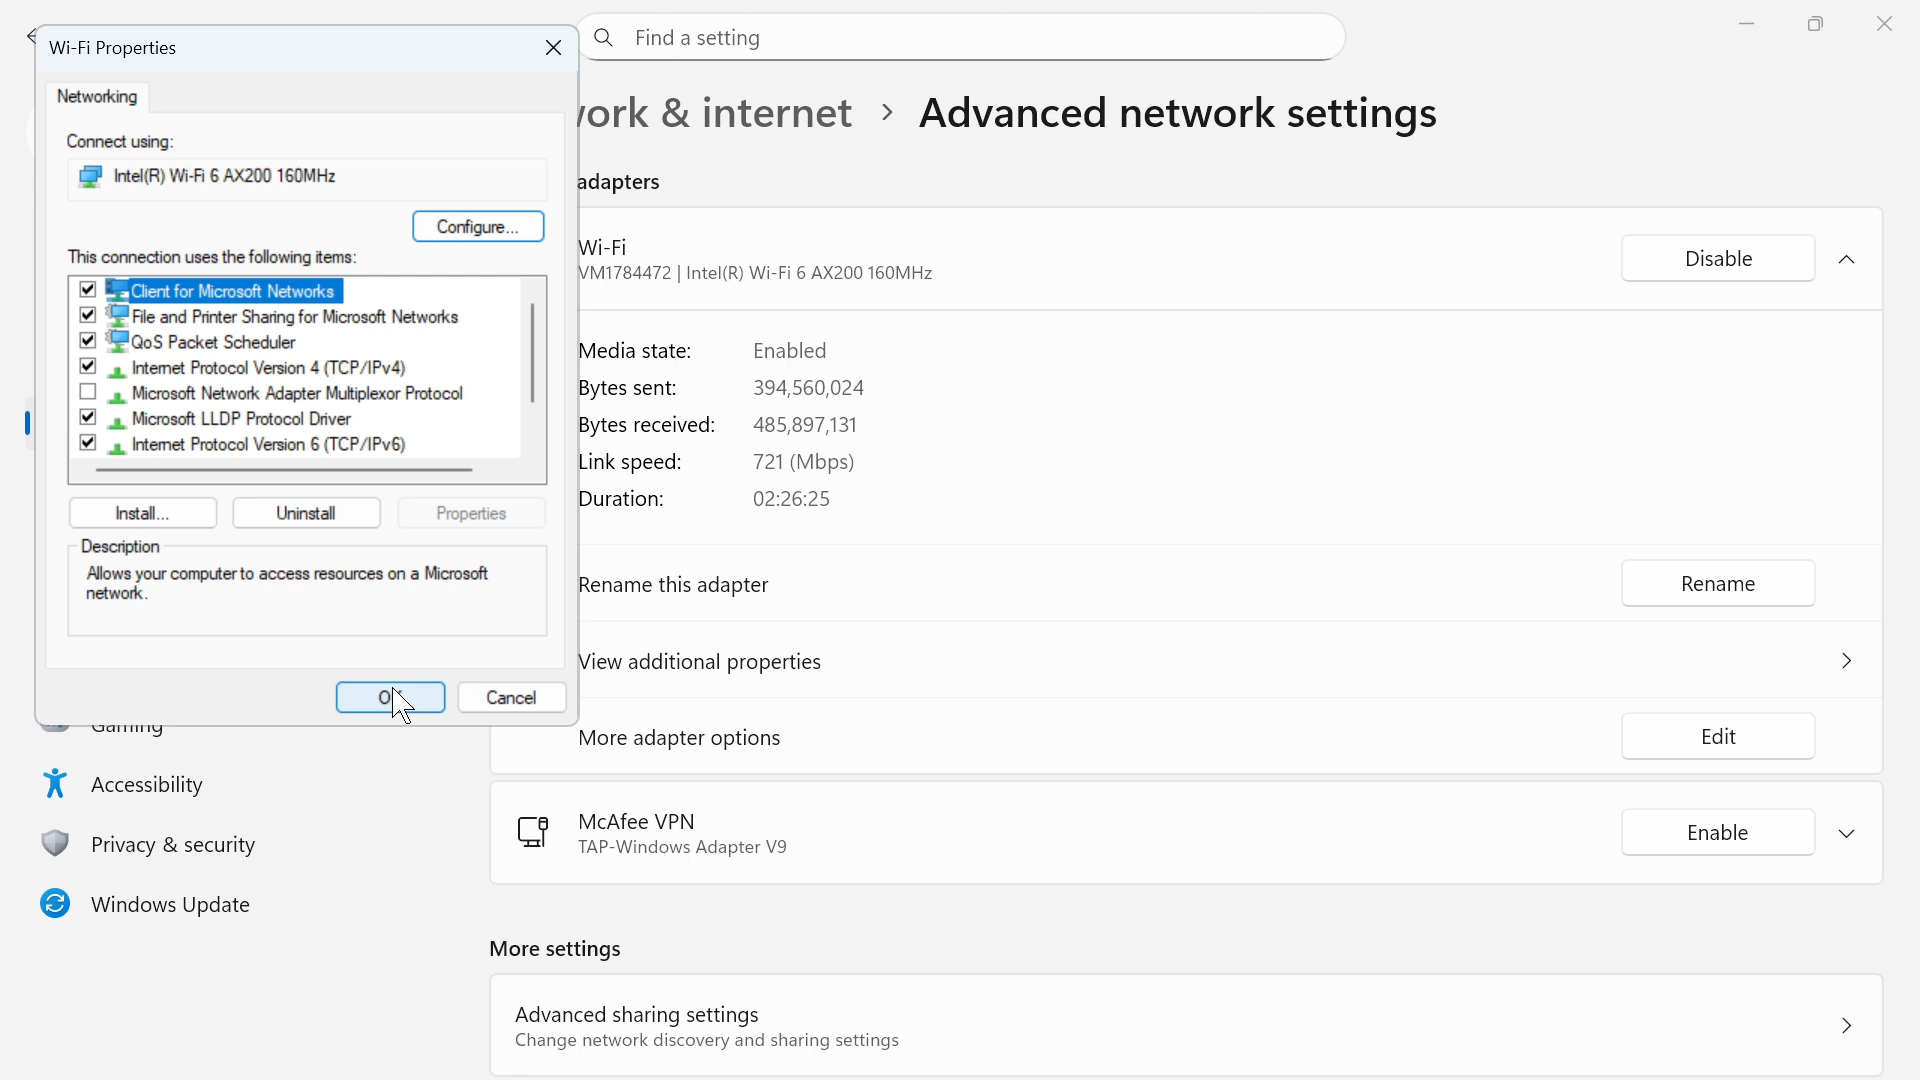 Wi-Fi Properties
Find a setting
Networking
Connect using:
Intel(R) Wi-Fi 6 AX200 160MHz
Configure...
This connection uses the following items:
Client for Microsoft Networks
File and Printer Sharing for Microsoft Networks
QoS Packet Scheduler
Internet Protocol Version 4 (TCP/IPv4)
Microsoft Network Adapter Multiplexor Protocol
Microsoft LLDP Protocol Driver
Internet Protocol Version 6 (TCP/IPv6)
Install...
Uninstall
Properties
Description
Allows your computer to access resources on a Microsoft
network.
Cancel
& internet > Advanced network settings
adapters
Wi-Fi
VM1784472 | Intel(R) Wi-Fi 6 AX200 160MHz
Disable
Media state: Enabled
Bytes sent: 394,560,024
Bytes received: 485,897,131
Link speed: 721 (Mbps)
Duration: 02:26:25
Rename this adapter
Rename
View additional properties
More adapter options
Edit
McAfee VPN
TAP-Windows Adapter V9
Enable
More settings
Advanced sharing settings
Change network discovery and sharing settings
Gaming
Accessibility
Privacy & security
Windows Update